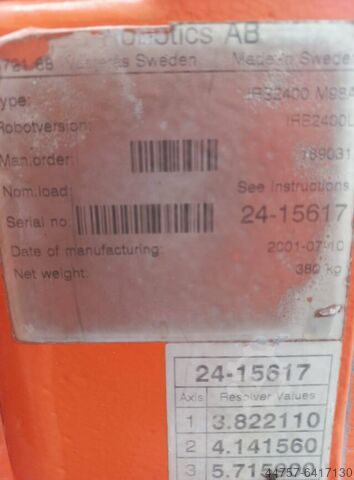 Robotics AB
S-721 68 Västerås Sweden Made in Sweden
Type: IRB2400 M98A
Robotversion: IRB2400L
Man.order: 189031
Nom.load: See Instructions
Serial no: 24-15617
Date of manufacturing: 2001-07-10
Net weight: 380 kg
24-15617
Axis Resolver Values
1 3.822110
2 4.141560
3
44757-6417130